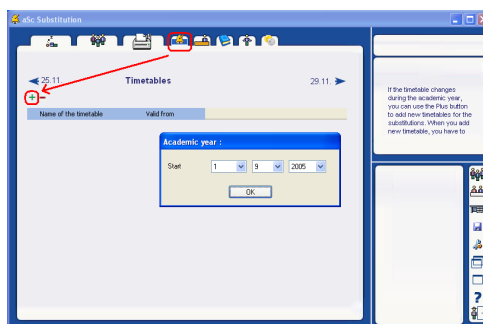 aSc Substitution
25.11.
Timetables
29.11.
Name of the timetable
Valid from
Academic year :
Start
1
9
2005
OK
If the timetable changes
during the academic year,
you can use the Plus button
to add new timetables for the
substitutions. When you add
new timetable, you have to